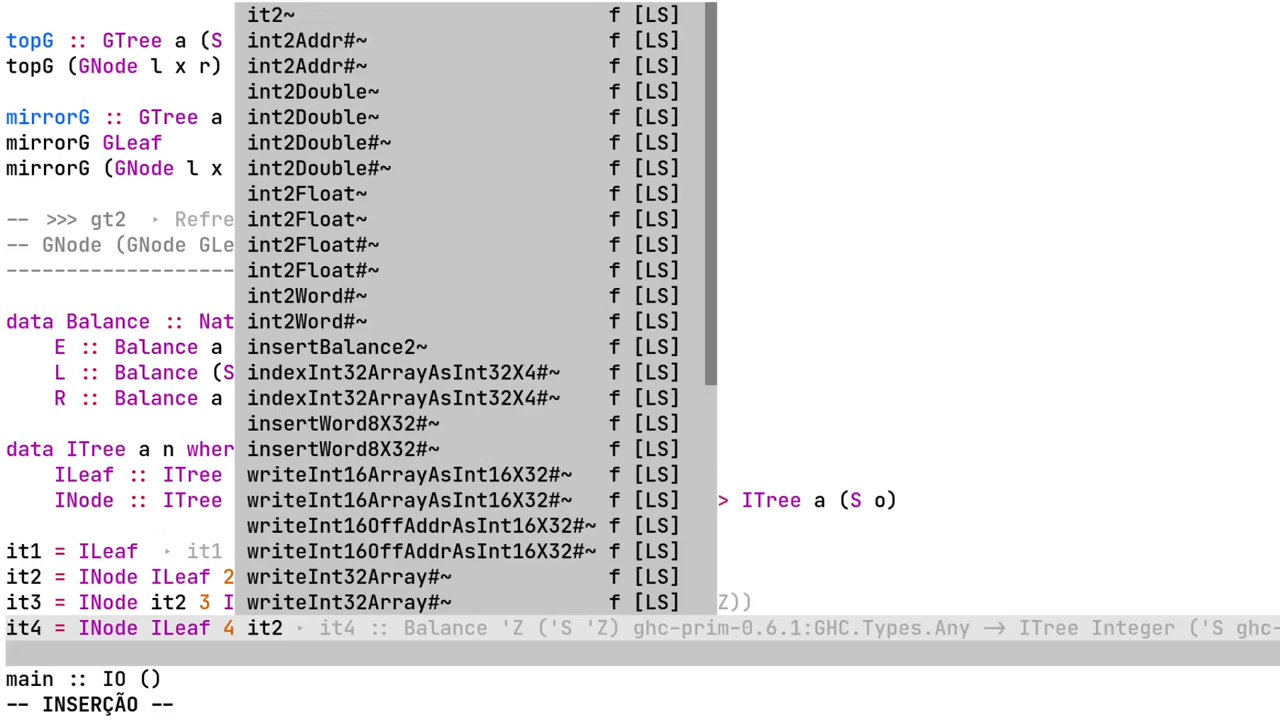 it2~ f [LS]
topG :: GTree a (S int2Addr#~ f [LS]
topG (GNode l x r) int2Addr#~ f [LS]
int2Double~ f [LS]
mirrorG :: GTree a int2Double~ f [LS]
mirrorG GLeaf int2Double#~ f [LS]
mirrorG (GNode l x int2Double#~ f [LS]
int2Float~ f [LS]
-- >>> gt2 ‣ Refre int2Float~ f [LS]
-- GNode (GNode GLe int2Float#~ f [LS]
------------------- int2Float#~ f [LS]
int2Word#~ f [LS]
data Balance :: Nat int2Word#~ f [LS]
E :: Balance a insertBalance2~ f [LS]
L :: Balance (S indexInt32ArrayAsInt32X4#~ f [LS]
R :: Balance a indexInt32ArrayAsInt32X4#~ f [LS]
insertWord8X32#~ f [LS]
data ITree a n wher insertWord8X32#~ f [LS]
ILeaf :: ITree writeInt16ArrayAsInt16X32#~ f [LS]
INode :: ITree writeInt16ArrayAsInt16X32#~ f [LS] > ITree a (S o)
writeInt16OffAddrAsInt16X32#~ f [LS]
it1 = ILeaf ‣ it1 writeInt16OffAddrAsInt16X32#~ f [LS]
it2 = INode ILeaf 2 writeInt32Array#~ f [LS]
it3 = INode it2 3 I writeInt32Array#~ f [LS] Z))
it4 = INode ILeaf 4 it2 ‣ it4 :: Balance 'Z ('S 'Z) ghc-prim-0.6.1:GHC.Types.Any → ITree Integer ('S ghc-
main :: IO ()
-- INSERÇÃO --